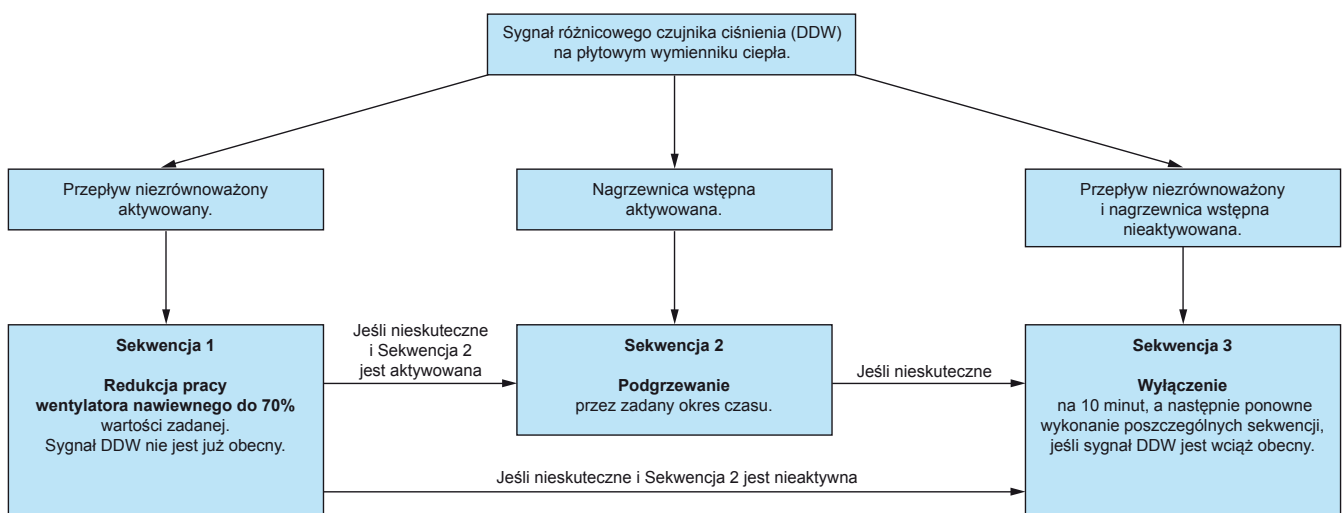 Sygnał różnicowego czujnika ciśnienia (DDW)
na płytowym wymienniku ciepła.
Przepływ niezrównoważony
aktywowany.
Nagrzewnica wstępna
aktywowana.
Przepływ niezrównoważony
i nagrzewnica wstępna
nieaktywowana.
Sekwencja 1
Redukcja pracy
wentylatora nawiewnego do 70%
wartości zadanej.
Sygnał DDW nie jest już obecny.
Jeśli nieskuteczne
i Sekwencja 2
jest aktywowana
Sekwencja 2
Podgrzewanie
przez zadany okres czasu.
Jeśli nieskuteczne
Sekwencja 3
Wyłączenie
na 10 minut, a następnie ponowne
wykonanie poszczególnych sekwencji,
jeśli sygnał DDW jest wciąż obecny.
Jeśli nieskuteczne i Sekwencja 2 jest nieaktywna